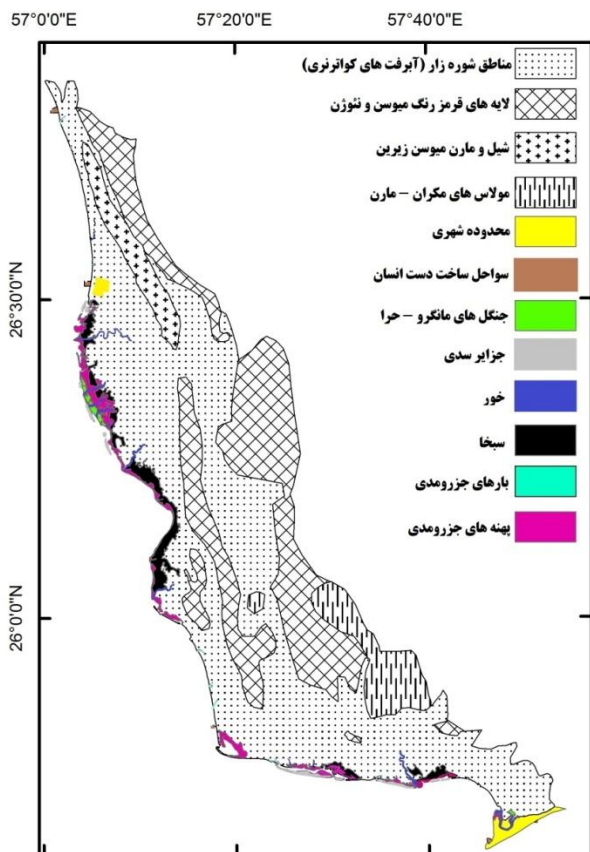 57°0'0"E 57°20'0"E 57°40'0"E
مناطق شوره زار (آبرفت های کواترنری)
لایه های قرمز رنگ میوسن و نئوژن
شیل و مارن میوسن زیرین
مولاس های مکران – مارن
محدوده شهری
سواحل ساخت دست انسان
جنگل های مانگرو – حرا
جزایر سدی
خور
سبخا
بارهای جزرومدی
پهنه های جزرومدی
26°30'0"N
26°0'0"N